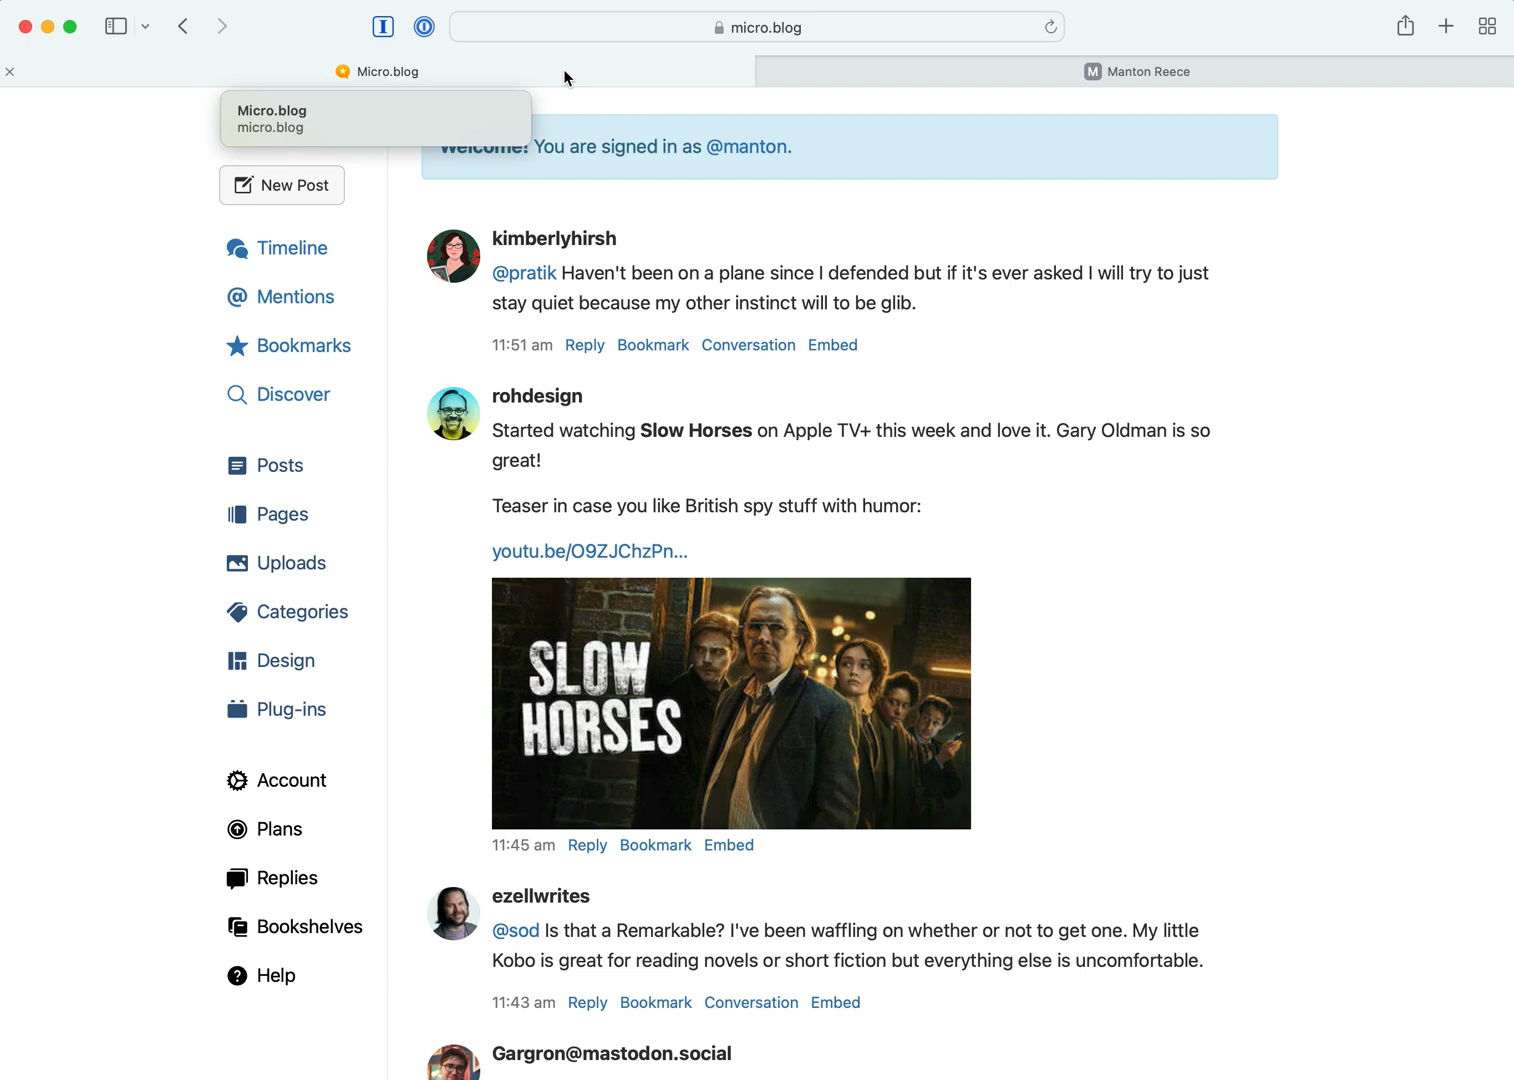 micro.blog
Micro.blog
M Manton Reece
Micro.blog
micro.blog
Welcome! You are signed in as @manton.
New Post
Timeline
Mentions
Bookmarks
Discover
Posts
Pages
Uploads
Categories
Design
Plug-ins
Account
Plans
Replies
Bookshelves
Help
kimberlyhirsh
@pratik Haven't been on a plane since I defended but if it's ever asked I will try to just
stay quiet because my other instinct will to be glib.
11:51 am Reply Bookmark Conversation Embed
rohdesign
Started watching Slow Horses on Apple TV+ this week and love it. Gary Oldman is so
great!
Teaser in case you like British spy stuff with humor:
youtu.be/O9ZJChzPn...
SLOW
HORSES
11:45 am Reply Bookmark Embed
ezellwrites
@sod Is that a Remarkable? I've been waffling on whether or not to get one. My little
Kobo is great for reading novels or short fiction but everything else is uncomfortable.
11:43 am Reply Bookmark Conversation Embed
Gargron@mastodon.social